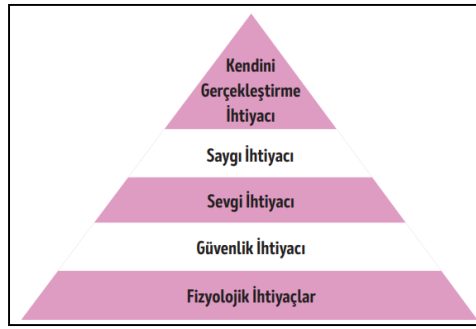 Kendini
Gerçekleştirme
İhtiyacı
Saygı İhtiyacı
Sevgi İhtiyacı
Güvenlik İhtiyacı
Fizyolojik İhtiyaçlar